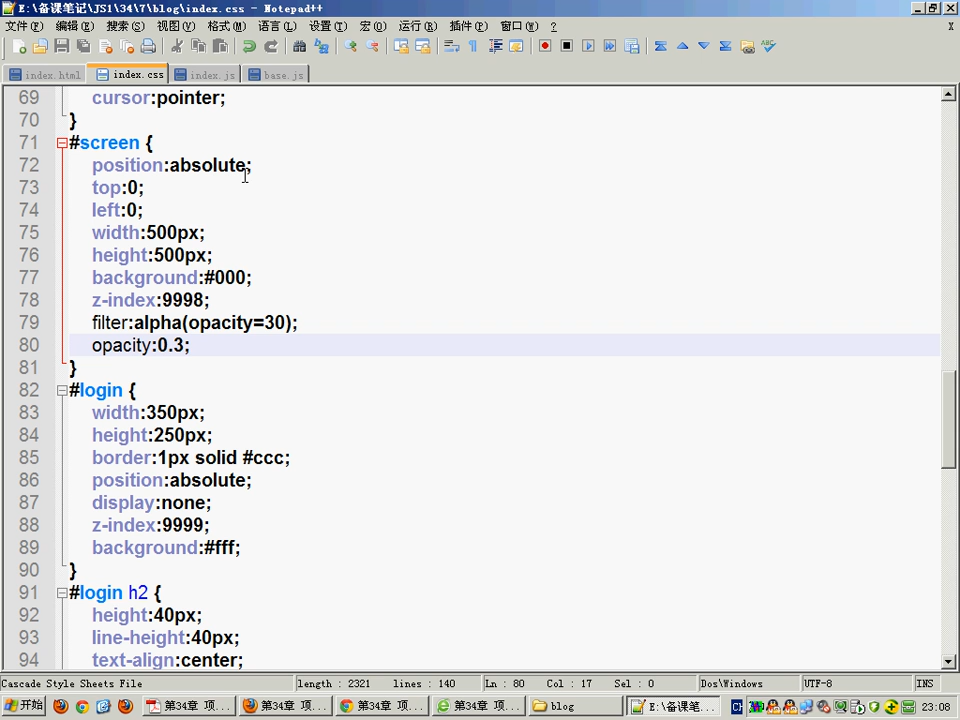 E:\备课笔记\JS1\34\7\blog\index.css - Notepad++
文件(F) 编辑(E) 搜索(S) 视图(V) 格式(M) 语言(L) 设置(T) 宏(O) 运行(R) 插件(P) 窗口(W) ? X
index.html index.css index.js base.js
69 cursor:pointer;
70 }
71 #screen {
72 position:absolute;
73 top:0;
74 left:0;
75 width:500px;
76 height:500px;
77 background:#000;
78 z-index:9998;
79 filter:alpha(opacity=30);
80 opacity:0.3;
81 }
82 #login {
83 width:350px;
84 height:250px;
85 border:1px solid #ccc;
86 position:absolute;
87 display:none;
88 z-index:9999;
89 background:#fff;
90 }
91 #login h2 {
92 height:40px;
93 line-height:40px;
94 text-align:center;
Cascade Style Sheets File length : 2321 lines : 140 Ln : 80 Col : 17 Sel : 0 Dos\Windows UTF-8 INS
开始 第34章 项... 第34章 项... 第34章 项... 第34章 项... blog E:\备课笔... CH 23:08